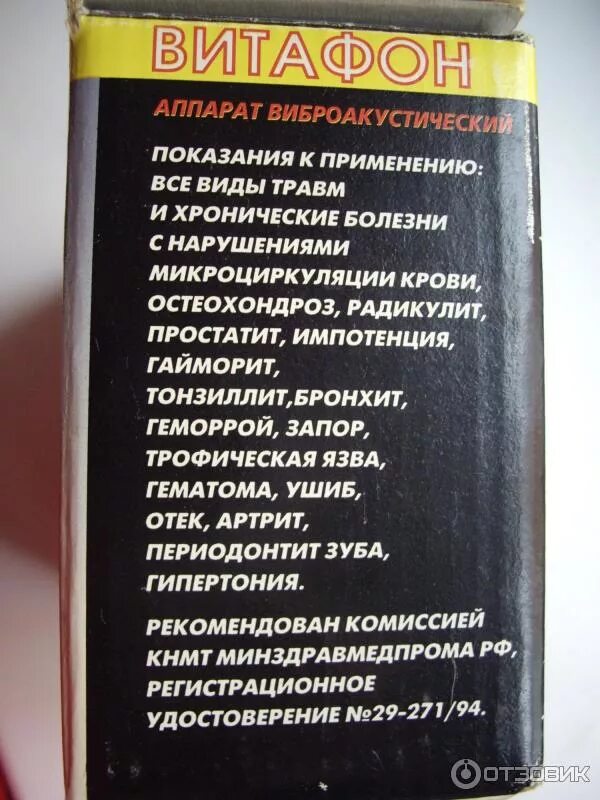 ВИТАФОН
АППАРАТ ВИБРОАКУСТИЧЕСКИЙ
ПОКАЗАНИЯ К ПРИМЕНЕНИЮ:
ВСЕ ВИДЫ ТРАВМ
И ХРОНИЧЕСКИЕ БОЛЕЗНИ
С НАРУШЕНИЯМИ
МИКРОЦИРКУЛЯЦИИ КРОВИ,
ОСТЕОХОНДРОЗ, РАДИКУЛИТ,
ПРОСТАТИТ, ИМПОТЕНЦИЯ,
ГАЙМОРИТ,
ТОНЗИЛЛИТ,БРОНХИТ,
ГЕМОРРОЙ, ЗАПОР,
ТРОФИЧЕСКАЯ ЯЗВА,
ГЕМАТОМА, УШИБ,
ОТЕК, АРТРИТ,
ПЕРИОДОНТИТ ЗУБА,
ГИПЕРТОНИЯ.
РЕКОМЕНДОВАН КОМИССИЕЙ
КНМТ МИНЗДРАВМЕДПРОМА РФ,
РЕГИСТРАЦИОННОЕ
УДОСТОВЕРЕНИЕ №29-271/94.
ОТЗОВИК